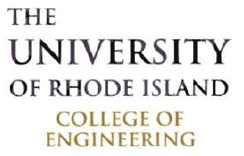 THE
UNIVERSITY
OF RHODE ISLAND
COLLEGE OF
ENGINEERING